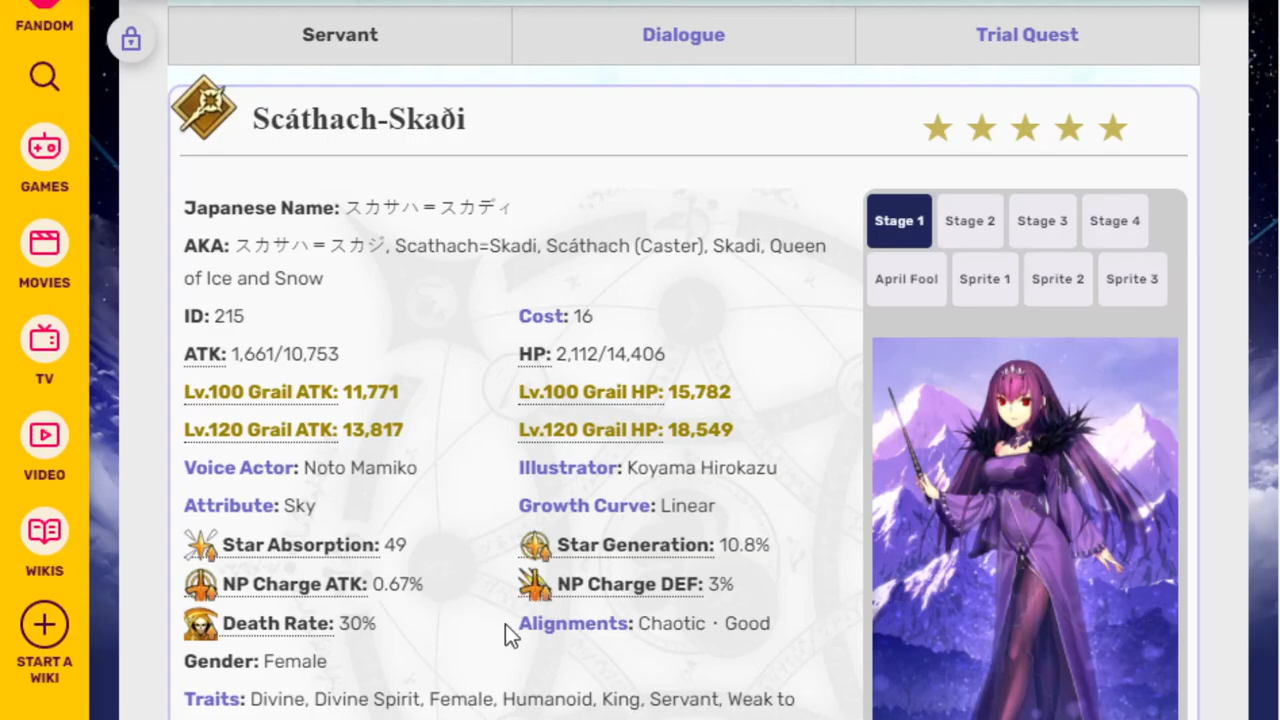 FANDOM
GAMES
MOVIES
TV
VIDEO
WIKIS
START A
WIKI
Servant
Dialogue
Trial Quest
Scáthach-Skaði
Japanese Name: スカサハ=スカディ
AKA: スカサハ=スカジ, Scathach=Skadi, Scáthach (Caster), Skadi, Queen
of Ice and Snow
ID: 215
Cost: 16
ATK: 1,661/10,753
HP: 2,112/14,406
Lv.100 Grail ATK: 11,771
Lv.100 Grail HP: 15,782
Lv.120 Grail ATK: 13,817
Lv.120 Grail HP: 18,549
Voice Actor: Noto Mamiko
Illustrator: Koyama Hirokazu
Attribute: Sky
Growth Curve: Linear
Star Absorption: 49
Star Generation: 10.8%
NP Charge ATK: 0.67%
NP Charge DEF: 3%
Death Rate: 30%
Alignments: Chaotic・Good
Gender: Female
Traits: Divine, Divine Spirit, Female, Humanoid, King, Servant, Weak to
Stage 1
Stage 2
Stage 3
Stage 4
April Fool
Sprite 1
Sprite 2
Sprite 3